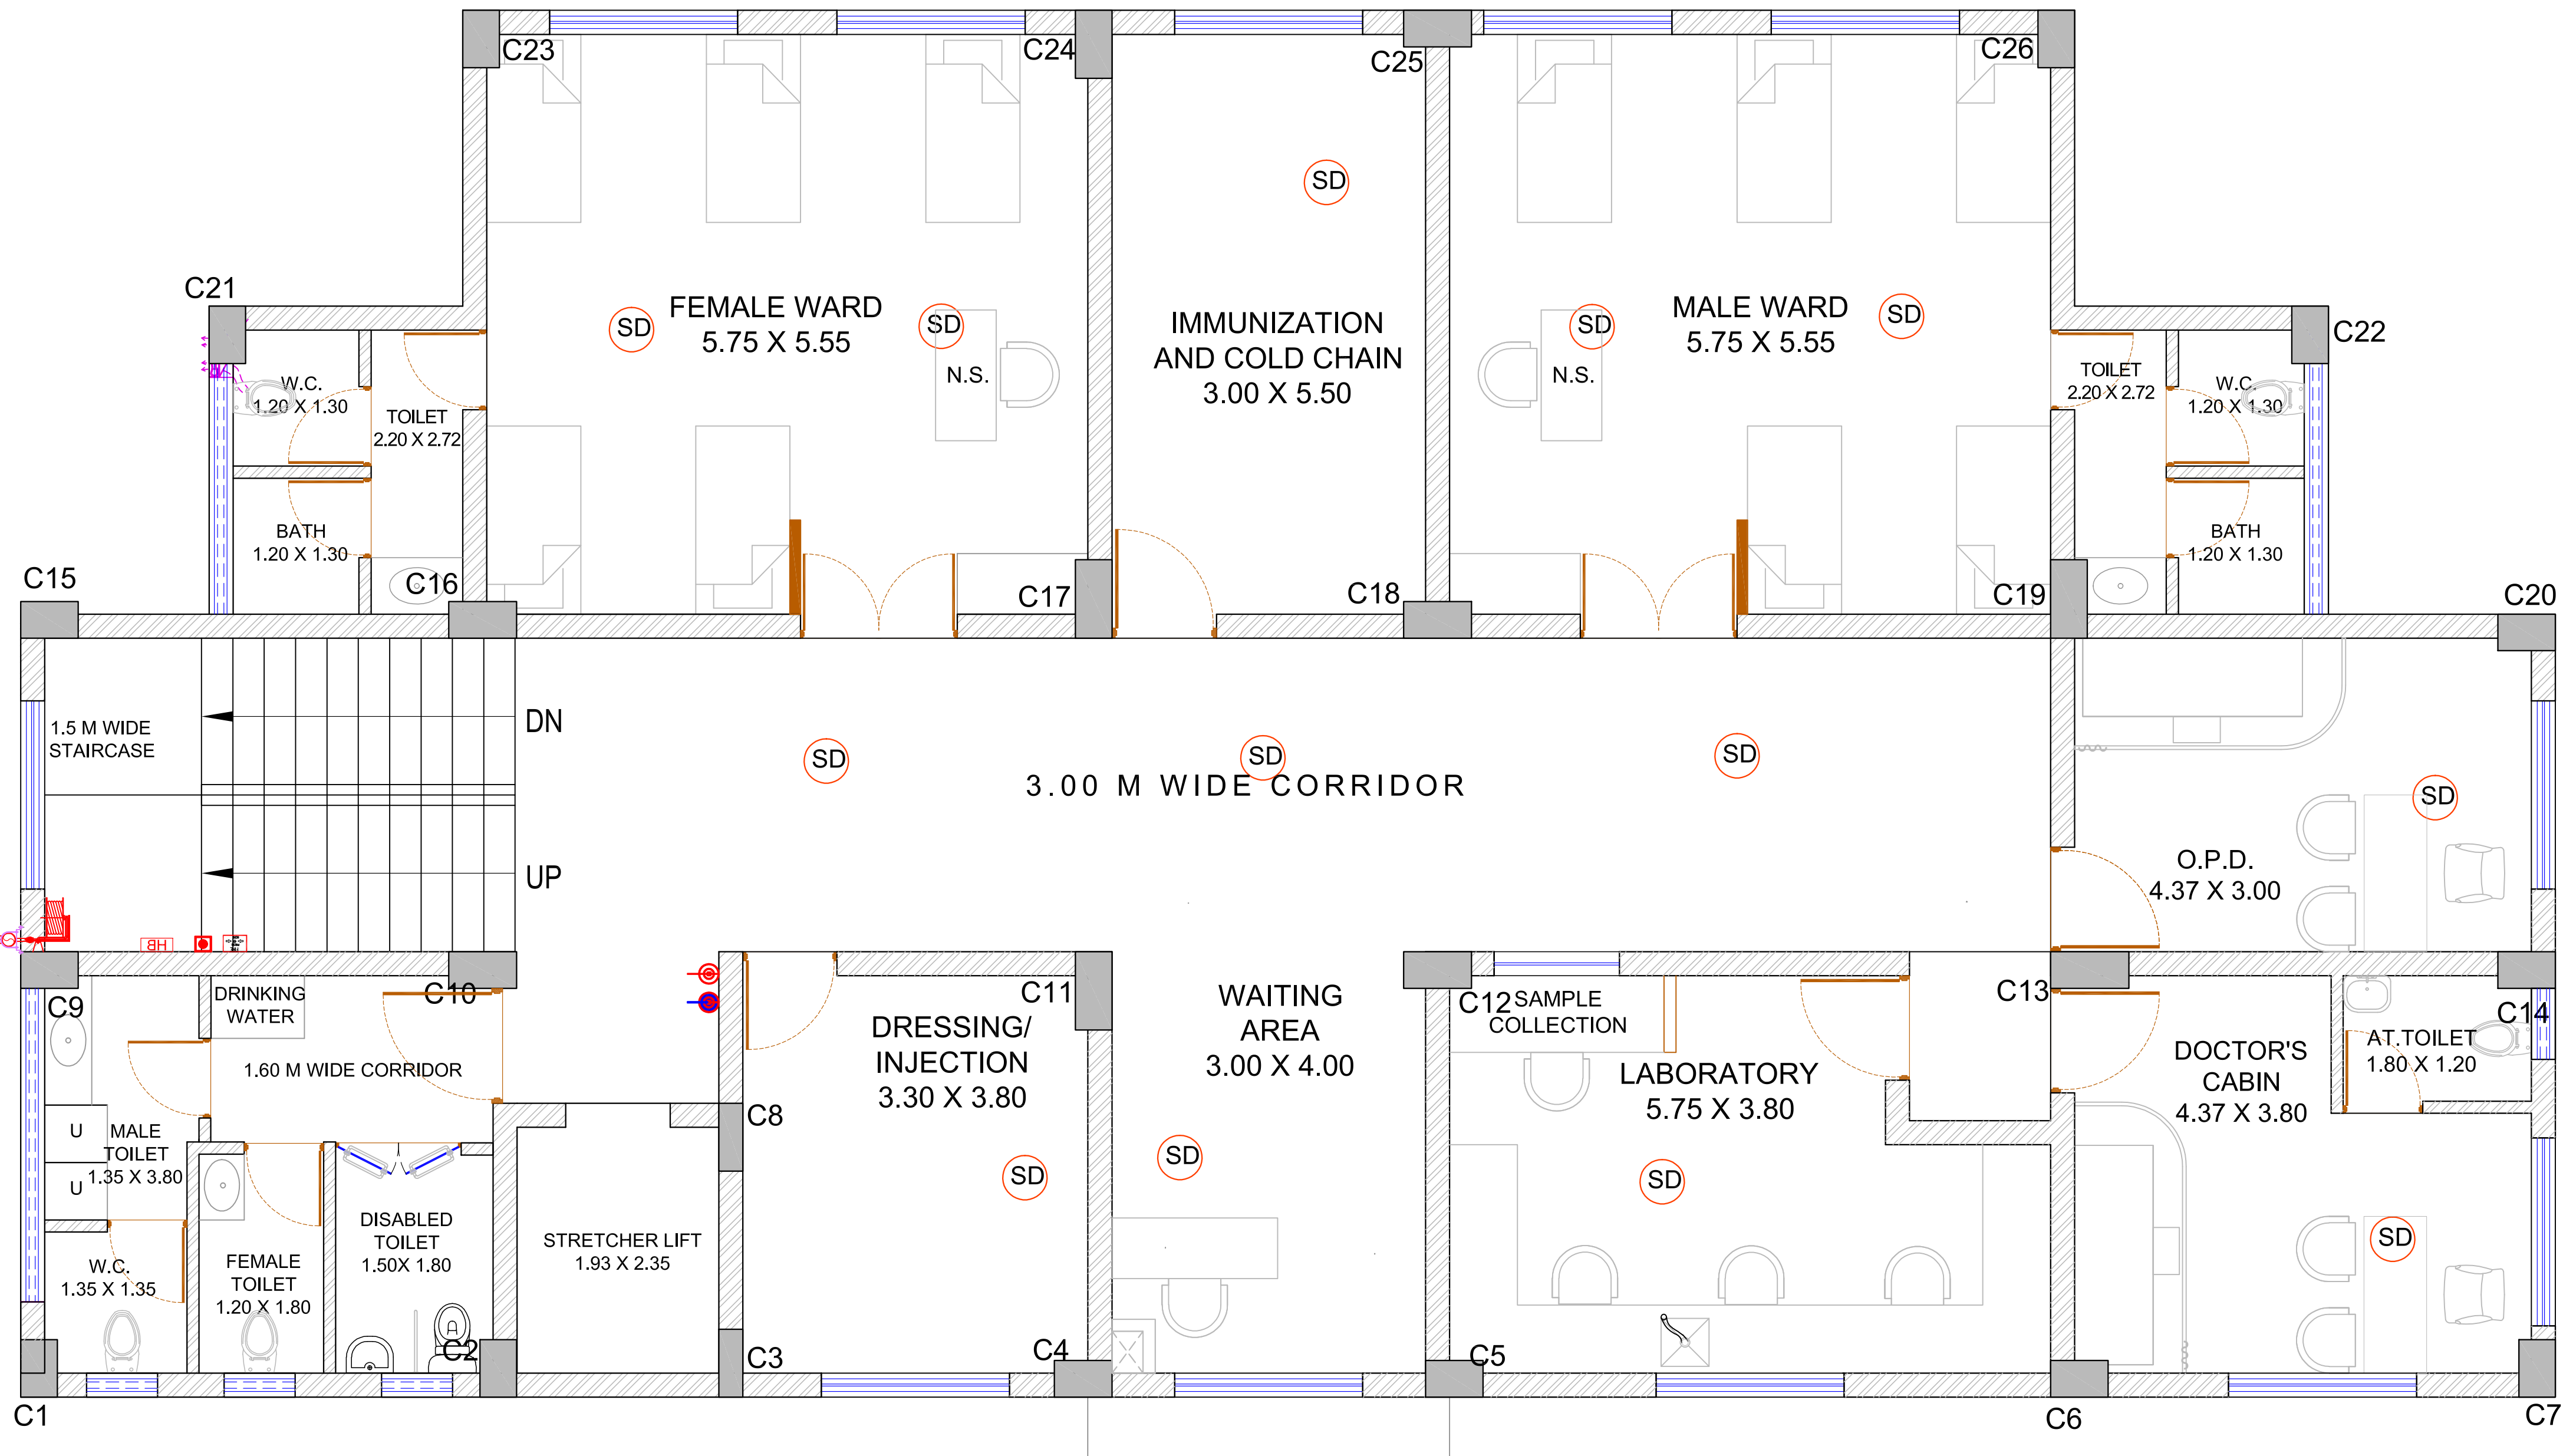 C23
C24
C25
C26
SD
C21
FEMALE WARD
5.75 X 5.55
SD
SD
N.S.
IMMUNIZATION
AND COLD CHAIN
3.00 X 5.50
MALE WARD
5.75 X 5.55
SD
SD
N.S.
C22
W.C.
1.20 X 1.30
TOILET
2.20 X 2.72
BATH
1.20 X 1.30
TOILET
2.20 X 2.72
W.C.
1.20 X 1.30
BATH
1.20 X 1.30
C15
C16
C17
C18
C19
C20
1.5 M WIDE
STAIRCASE
DN
UP
SD
SD
SD
3.00 M WIDE CORRIDOR
SD
O.P.D.
4.37 X 3.00
HB
C9
C10
C11
C12
C13
C14
DRINKING
WATER
1.60 M WIDE CORRIDOR
U
U
MALE
TOILET
1.35 X 3.80
W.C.
1.35 X 1.35
FEMALE
TOILET
1.20 X 1.80
DISABLED
TOILET
1.50X 1.80
STRETCHER LIFT
1.93 X 2.35
C8
DRESSING/
INJECTION
3.30 X 3.80
SD
WAITING
AREA
3.00 X 4.00
SD
SAMPLE
COLLECTION
LABORATORY
5.75 X 3.80
SD
DOCTOR'S
CABIN
4.37 X 3.80
AT.TOILET
1.80 X 1.20
SD
C1
C2
C3
C4
C5
C6
C7